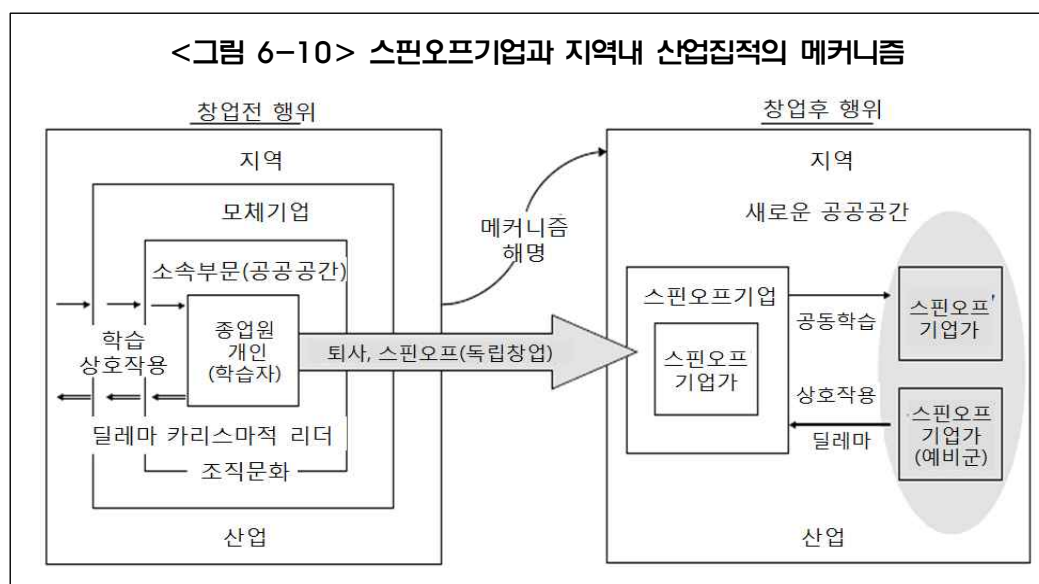 <그림 6-10> 스핀오프기업과 지역내 산업집적의 메커니즘
창업전 행위
지역
모체기업
소속부문(공공공간)
종업원
개인
(학습자)
학습
상호작용
딜레마 카리스마적 리더
조직문화
산업
메커니즘
해명
퇴사, 스핀오프(독립창업)
창업후 행위
지역
새로운 공공공간
스핀오프기업
스핀오프
기업가
공동학습
상호작용
딜레마
스핀오프'
기업가
스핀오프
기업가
(예비군)
산업